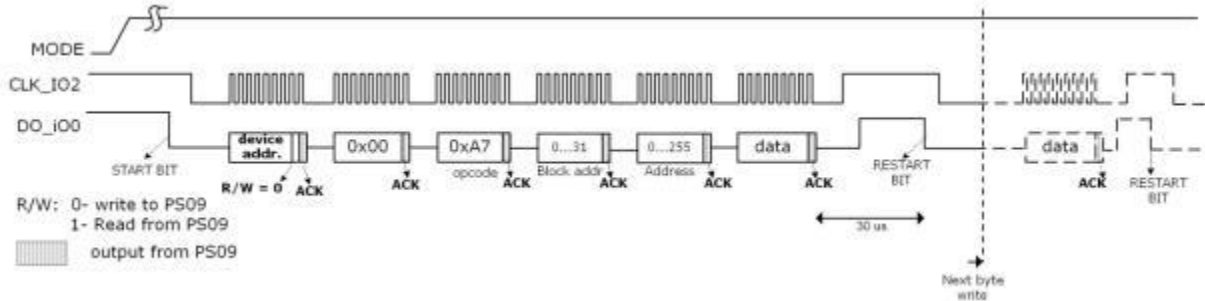 MODE
CLK_IO2
DO_iO0
device addr.
0x00
0xA7
0...31
0...255
data
data
START BIT
R/W = 0
ACK
ACK
opcode
ACK
Block addr
ACK
Address
ACK
ACK
RESTART BIT
ACK
RESTART BIT
R/W: 0- write to PS09
1- Read from PS09
output from PS09
30 us
Next byte write